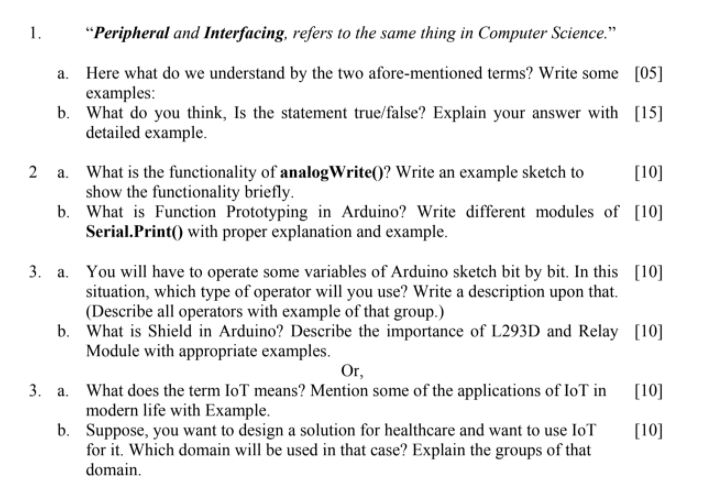 1. “Peripheral and Interfacing, refers to the same thing in Computer Science.”
a. Here what do we understand by the two afore-mentioned terms? Write some [05]
examples:
b. What do you think, Is the statement true/false? Explain your answer with [15]
detailed example.
2 a. What is the functionality of analogWrite()? Write an example sketch to [10]
show the functionality briefly.
b. What is Function Prototyping in Arduino? Write different modules of [10]
Serial.Print() with proper explanation and example.
3. a. You will have to operate some variables of Arduino sketch bit by bit. In this [10]
situation, which type of operator will you use? Write a description upon that.
(Describe all operators with example of that group.)
b. What is Shield in Arduino? Describe the importance of L293D and Relay [10]
Module with appropriate examples.
Or,
3. a. What does the term IoT means? Mention some of the applications of IoT in [10]
modern life with Example.
b. Suppose, you want to design a solution for healthcare and want to use IoT [10]
for it. Which domain will be used in that case? Explain the groups of that
domain.